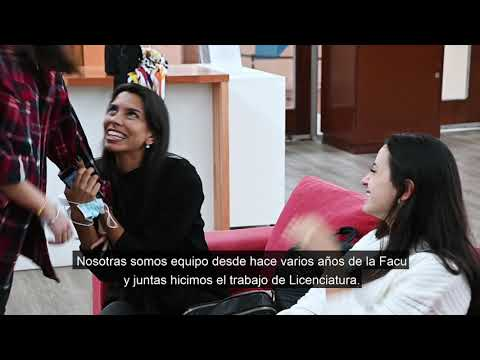 Nosotras somos equipo desde hace varios años de la Facu
y juntas hicimos el trabajo de Licenciatura.